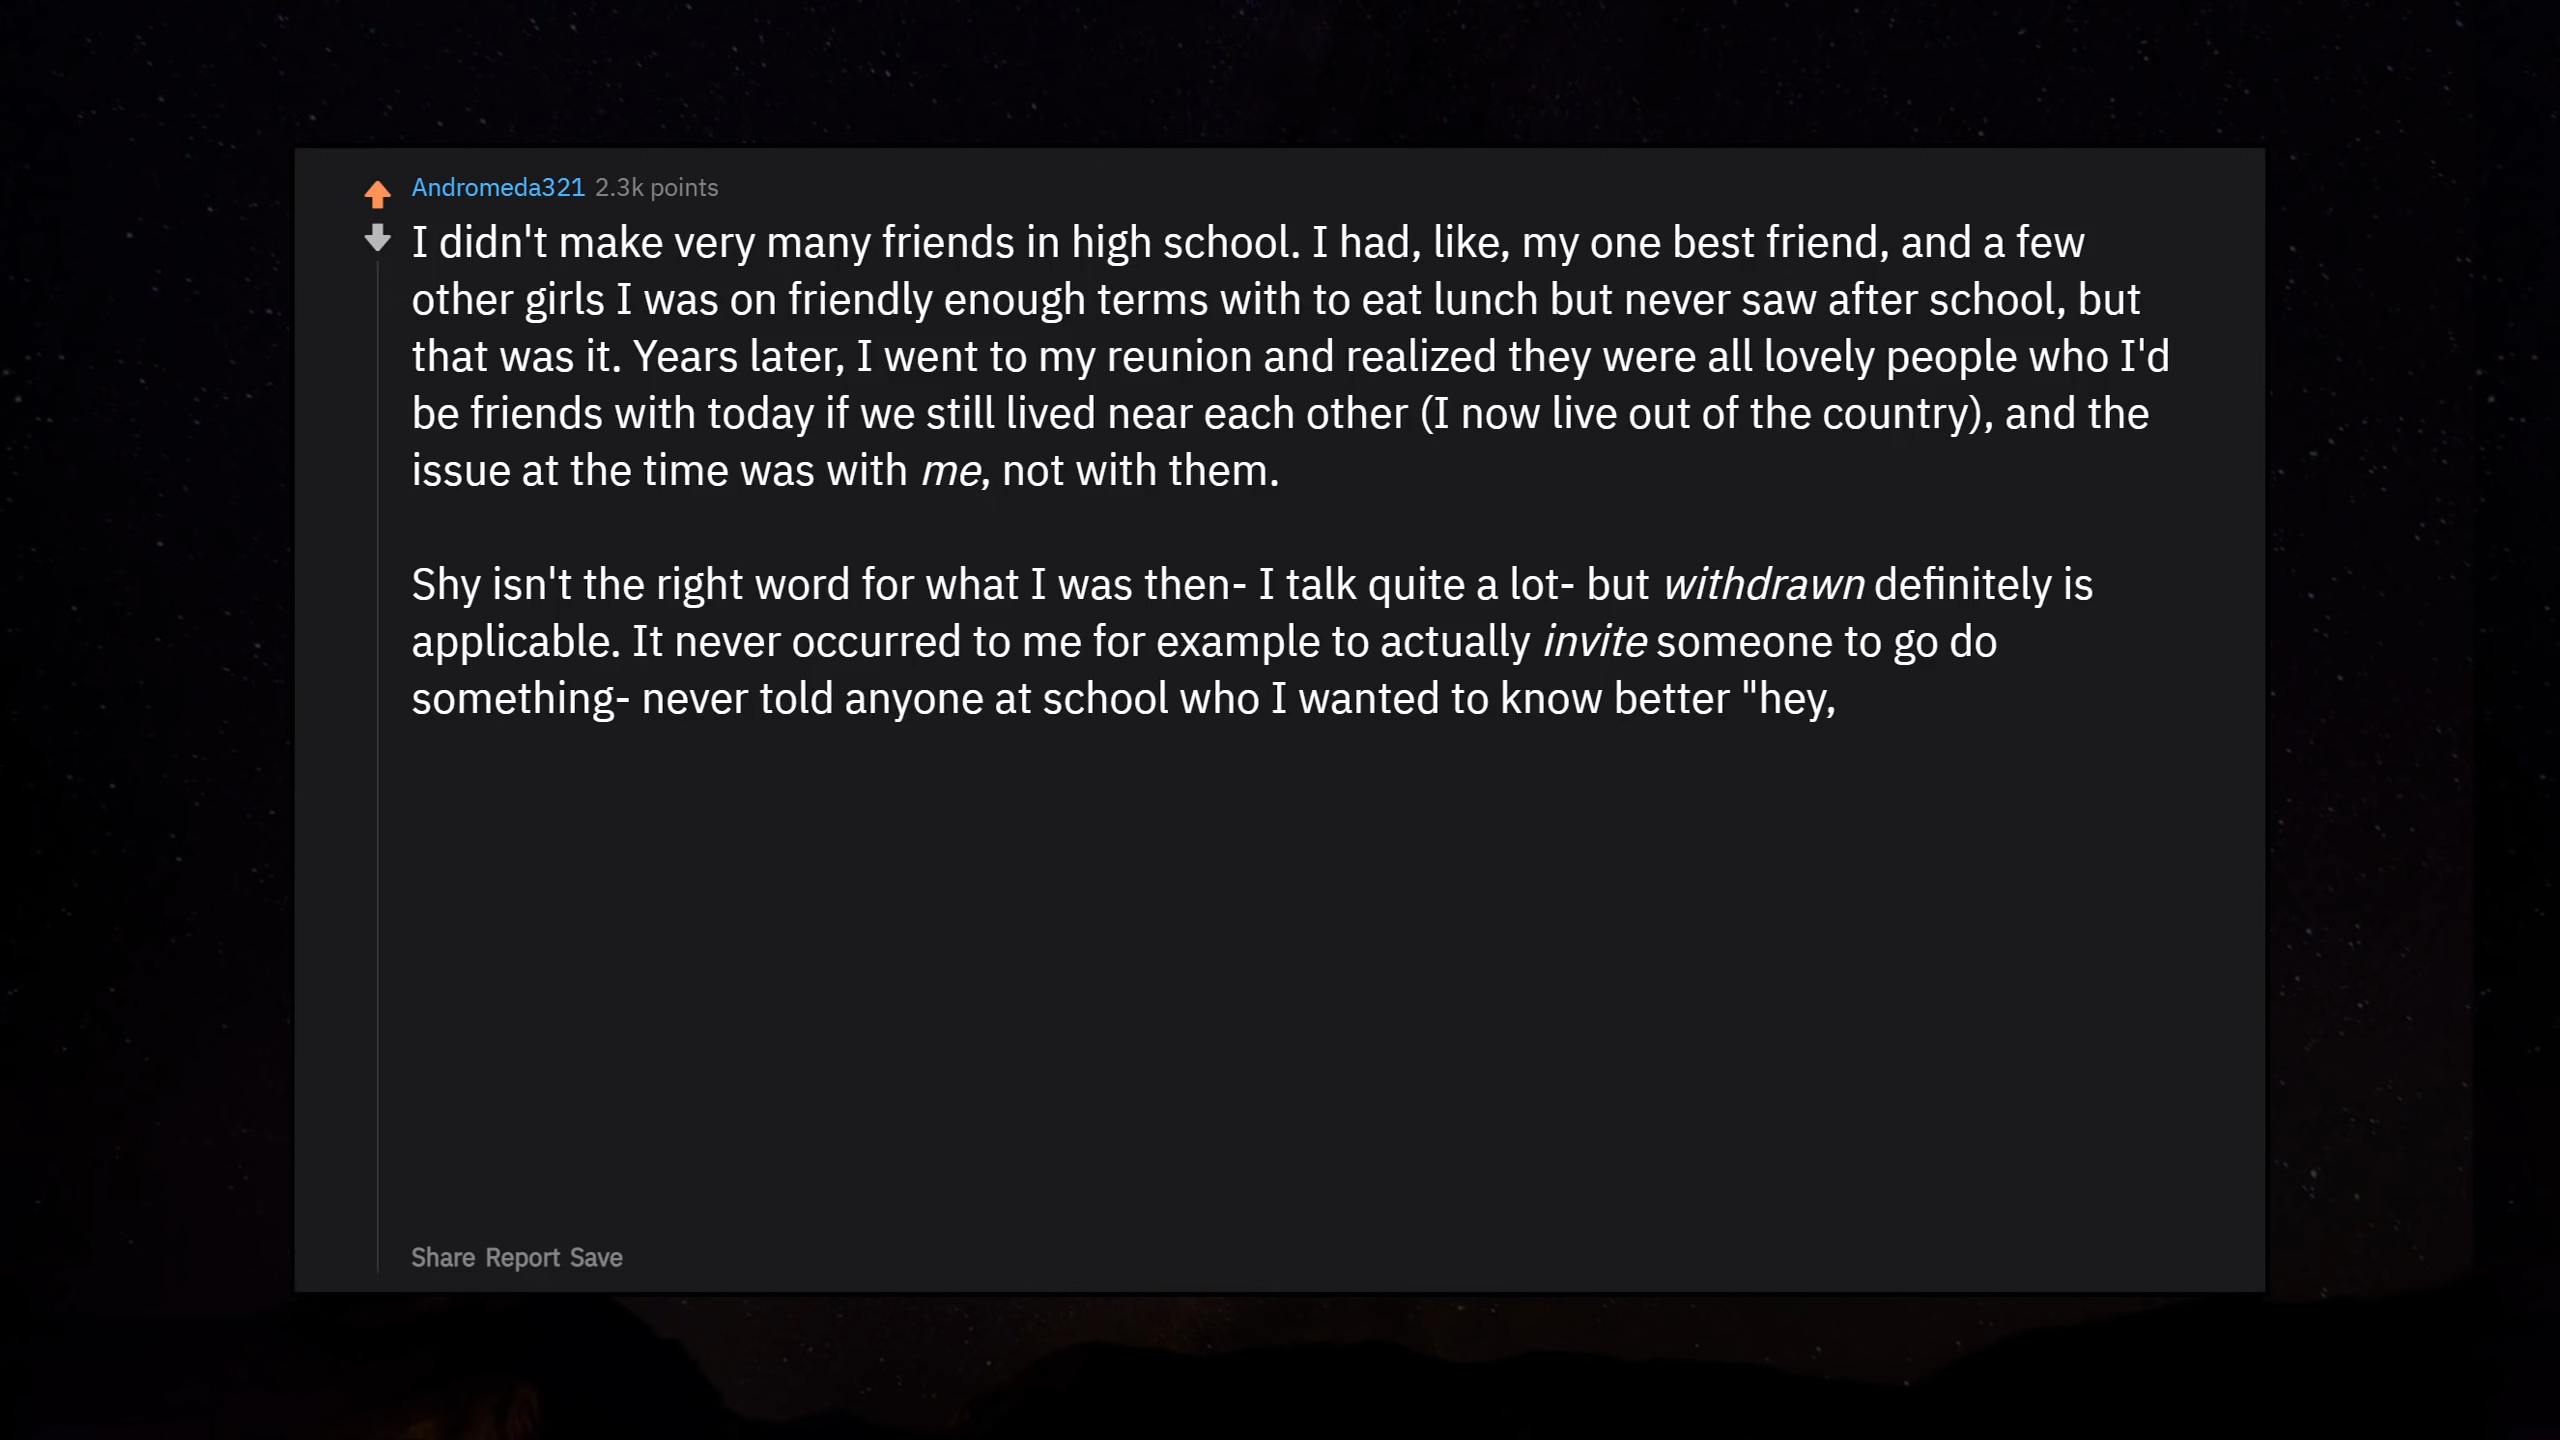 Andromeda321 2.3k points
I didn't make very many friends in high school. I had, like, my one best friend, and a few
other girls I was on friendly enough terms with to eat lunch but never saw after school, but
that was it. Years later, I went to my reunion and realized they were all lovely people who I'd
be friends with today if we still lived near each other (I now live out of the country), and the
issue at the time was with me, not with them.
Shy isn't the right word for what I was then- I talk quite a lot- but withdrawn definitely is
applicable. It never occurred to me for example to actually invite someone to go do
something- never told anyone at school who I wanted to know better "hey,
Share Report Save